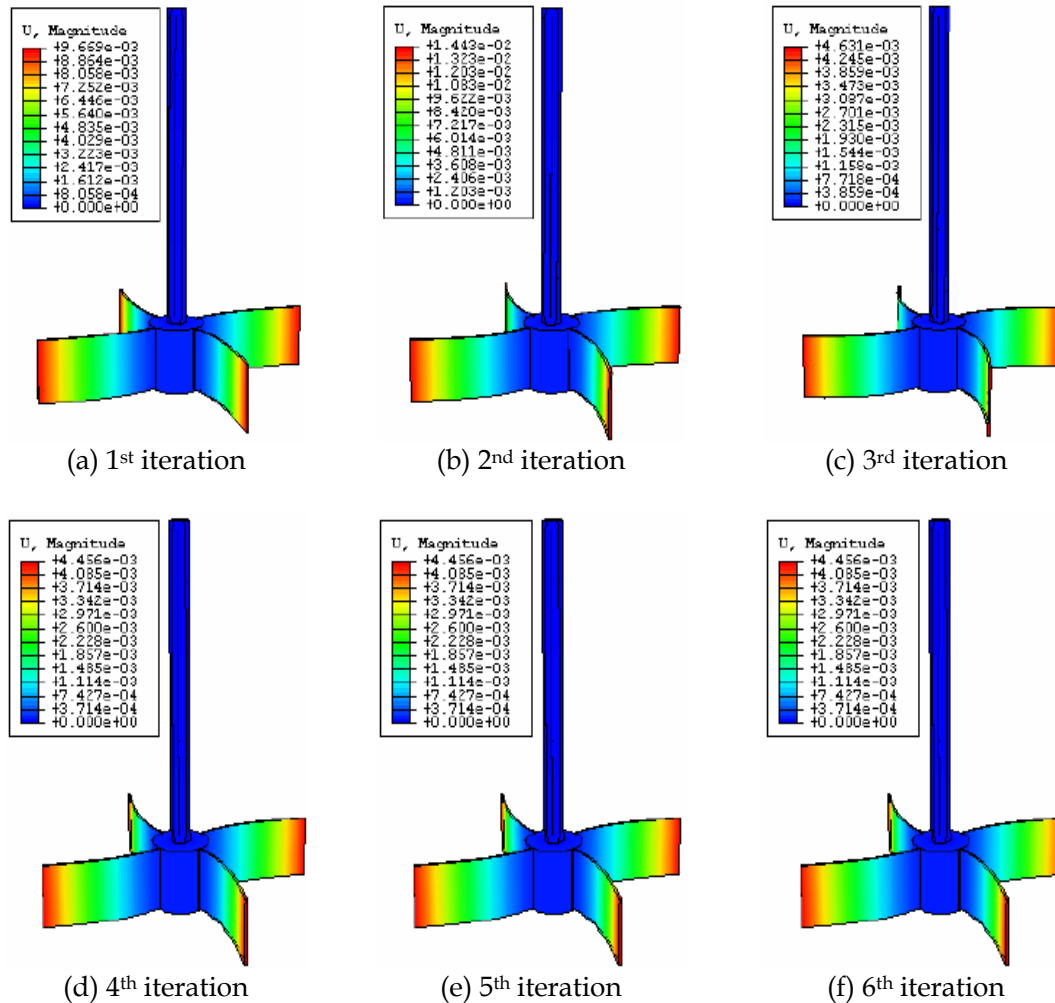 U, Magnitude
+9.669e-03
+8.864e-03
+8.058e-03
+7.252e-03
+6.446e-03
+5.640e-03
+4.835e-03
+4.029e-03
+3.223e-03
+2.417e-03
+1.612e-03
+8.058e-04
+0.000e+00
(a) 1st iteration
U, Magnitude
+1.443e-02
+1.323e-02
+1.203e-02
+1.083e-02
+9.622e-03
+8.420e-03
+7.217e-03
+6.014e-03
+4.811e-03
+3.608e-03
+2.406e-03
+1.203e-03
+0.000e+00
(b) 2nd iteration
U, Magnitude
+4.631e-03
+4.245e-03
+3.859e-03
+3.473e-03
+3.087e-03
+2.701e-03
+2.315e-03
+1.930e-03
+1.544e-03
+1.158e-03
+7.718e-04
+3.859e-04
+0.000e+00
(c) 3rd iteration
U, Magnitude
+4.456e-03
+4.085e-03
+3.714e-03
+3.342e-03
+2.971e-03
+2.600e-03
+2.228e-03
+1.857e-03
+1.485e-03
+1.114e-03
+7.427e-04
+3.714e-04
+0.000e+00
(d) 4th iteration
U, Magnitude
+4.456e-03
+4.085e-03
+3.714e-03
+3.342e-03
+2.971e-03
+2.600e-03
+2.228e-03
+1.857e-03
+1.485e-03
+1.114e-03
+7.427e-04
+3.714e-04
+0.000e+00
(e) 5th iteration
U, Magnitude
+4.456e-03
+4.085e-03
+3.714e-03
+3.342e-03
+2.971e-03
+2.600e-03
+2.228e-03
+1.857e-03
+1.485e-03
+1.114e-03
+7.427e-04
+3.714e-04
+0.000e+00
(f) 6th iteration